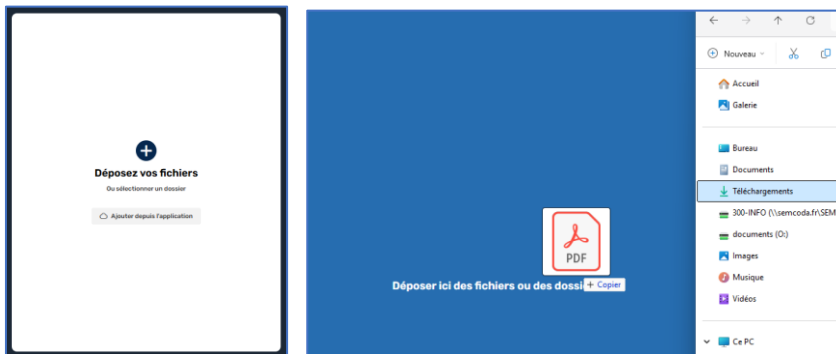 Déposez vos fichiers
Ou sélectionner un dossier
Ajouter depuis l'application
PDF
Déposer ici des fichiers ou des dossi
+ Copier
Nouveau
Accueil
Galerie
Bureau
Documents
Téléchargements
300-INFO (\\semcoda.fr\SEM
documents (O:)
Images
Musique
Vidéos
Ce PC